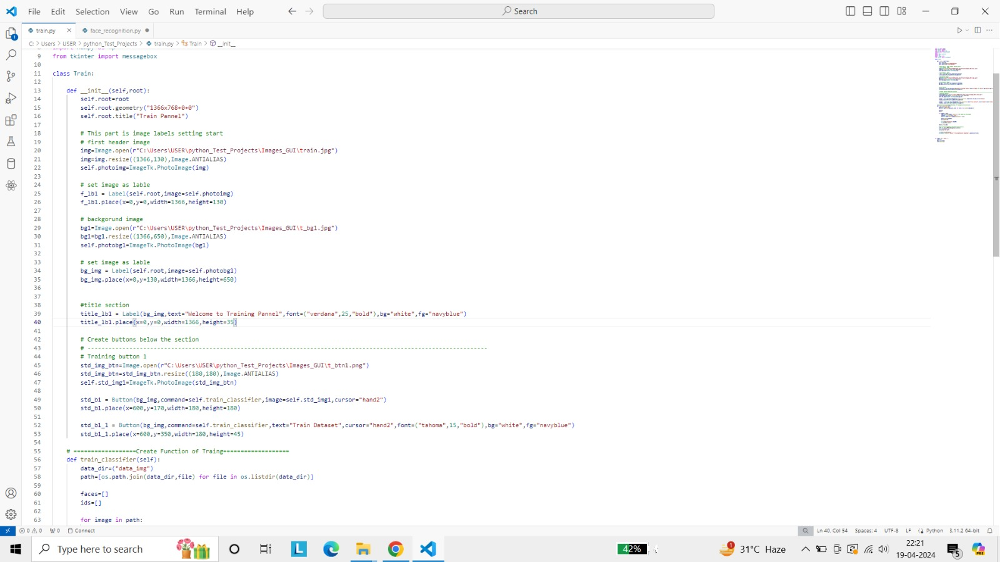 File Edit Selection View Go Run Terminal Help
Search
train.py
face_recognition.py
C: > Users > USER > python_Test_Projects > train.py > Train > __init__
9 from tkinter import messagebox
10
11 class Train:
12
13 def __init__(self,root):
14 self.root=root
15 self.root.geometry("1366x768+0+0")
16 self.root.title("Train Pannel")
17
18 # This part is image labels setting start
19 # first header image
20 img=Image.open(r"C:\Users\USER\python_Test_Projects\Images_GUI\train.jpg")
21 img=img.resize((1366,130),Image.ANTIALIAS)
22 self.photoimg=ImageTk.PhotoImage(img)
23
24 # set image as lable
25 f_lb1 = Label(self.root,image=self.photoimg)
26 f_lb1.place(x=0,y=0,width=1366,height=130)
27
28 # backgorund image
29 bg1=Image.open(r"C:\Users\USER\python_Test_Projects\Images_GUI\t_bg1.jpg")
30 bg1=bg1.resize((1366,650),Image.ANTIALIAS)
31 self.photobg1=ImageTk.PhotoImage(bg1)
32
33 # set image as lable
34 bg_img = Label(self.root,image=self.photobg1)
35 bg_img.place(x=0,y=130,width=1366,height=650)
36
37
38 #title section
39 title_lb1 = Label(bg_img,text="Welcome to Training Pannel",font=("verdana",25,"bold"),bg="white",fg="navyblue")
40 title_lb1.place(x=0,y=0,width=1366,height=35)
41
42 # Create buttons below the section
43 # -------------------------------------------------------------------------------------------------------------------
44 # Training button 1
45 std_img_btn=Image.open(r"C:\Users\USER\python_Test_Projects\Images_GUI\t_btn1.png")
46 std_img_btn=std_img_btn.resize((180,180),Image.ANTIALIAS)
47 self.std_img1=ImageTk.PhotoImage(std_img_btn)
48
49 std_b1 = Button(bg_img,command=self.train_classifier,image=self.std_img1,cursor="hand2")
50 std_b1.place(x=600,y=170,width=180,height=180)
51
52 std_b1_1 = Button(bg_img,command=self.train_classifier,text="Train Dataset",cursor="hand2",font=("tahoma",15,"bold"),bg="white",fg="navyblue")
53 std_b1_1.place(x=600,y=350,width=180,height=45)
54
55 # ==================Create Function of Traing===================
56 def train_classifier(self):
57 data_dir=("data_img")
58 path=[os.path.join(data_dir,file) for file in os.listdir(data_dir)]
59
60 faces=[]
61 ids=[]
62
63 for image in path:
0 0 0 Connect
Ln 40, Col 54 Spaces: 4 UTF-8 LF Python 3.11.2 64-bit
Type here to search
42%
1 31°C Haze
22:21
19-04-2024
5